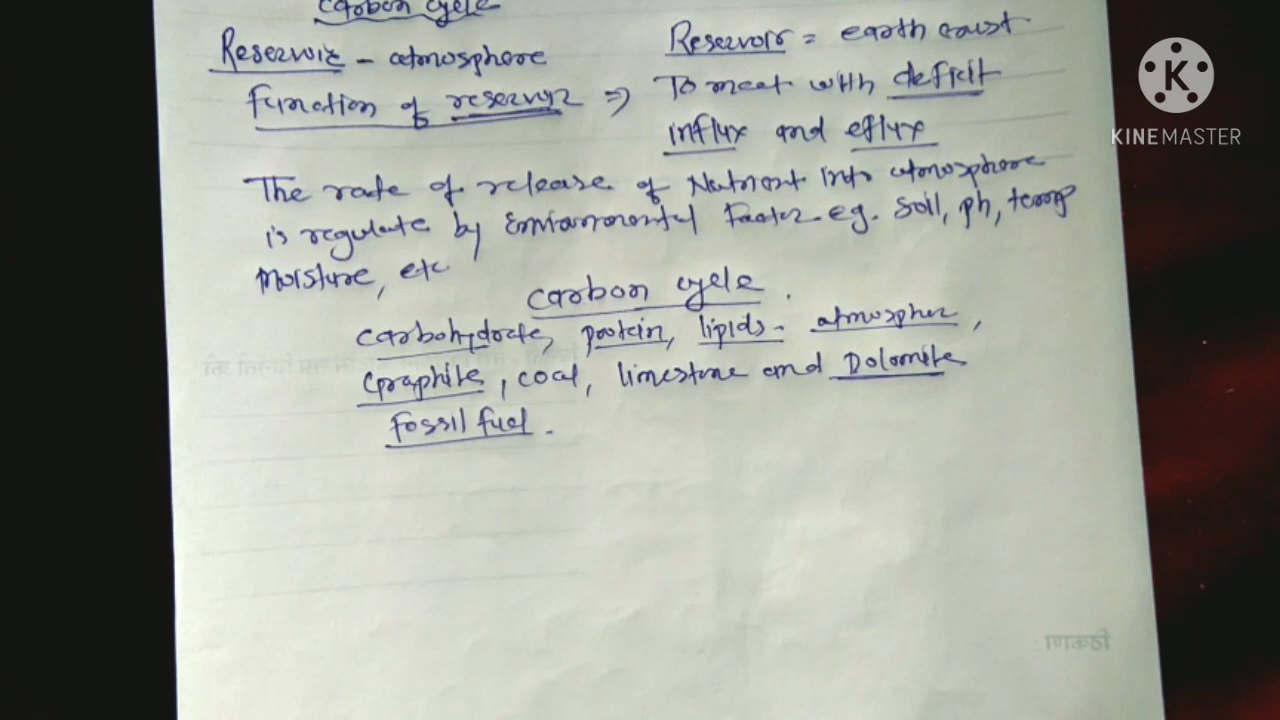 Carbon cycle
Reservoir - atmosphere
Reservoir = earth crust
Function of reservoir ⇒ To meet with deficit
influx and eflux
The rate of release of Nutrient into atmosphere
is regulate by Environmental Factor eg. soil, ph, temp
Moisture, etc
Carbon cycle.
carbohydrate, protein, lipids - atmospher,
Graphite, coal, limestone and Dolomite
Fossil fuel.
K
KINEMASTER